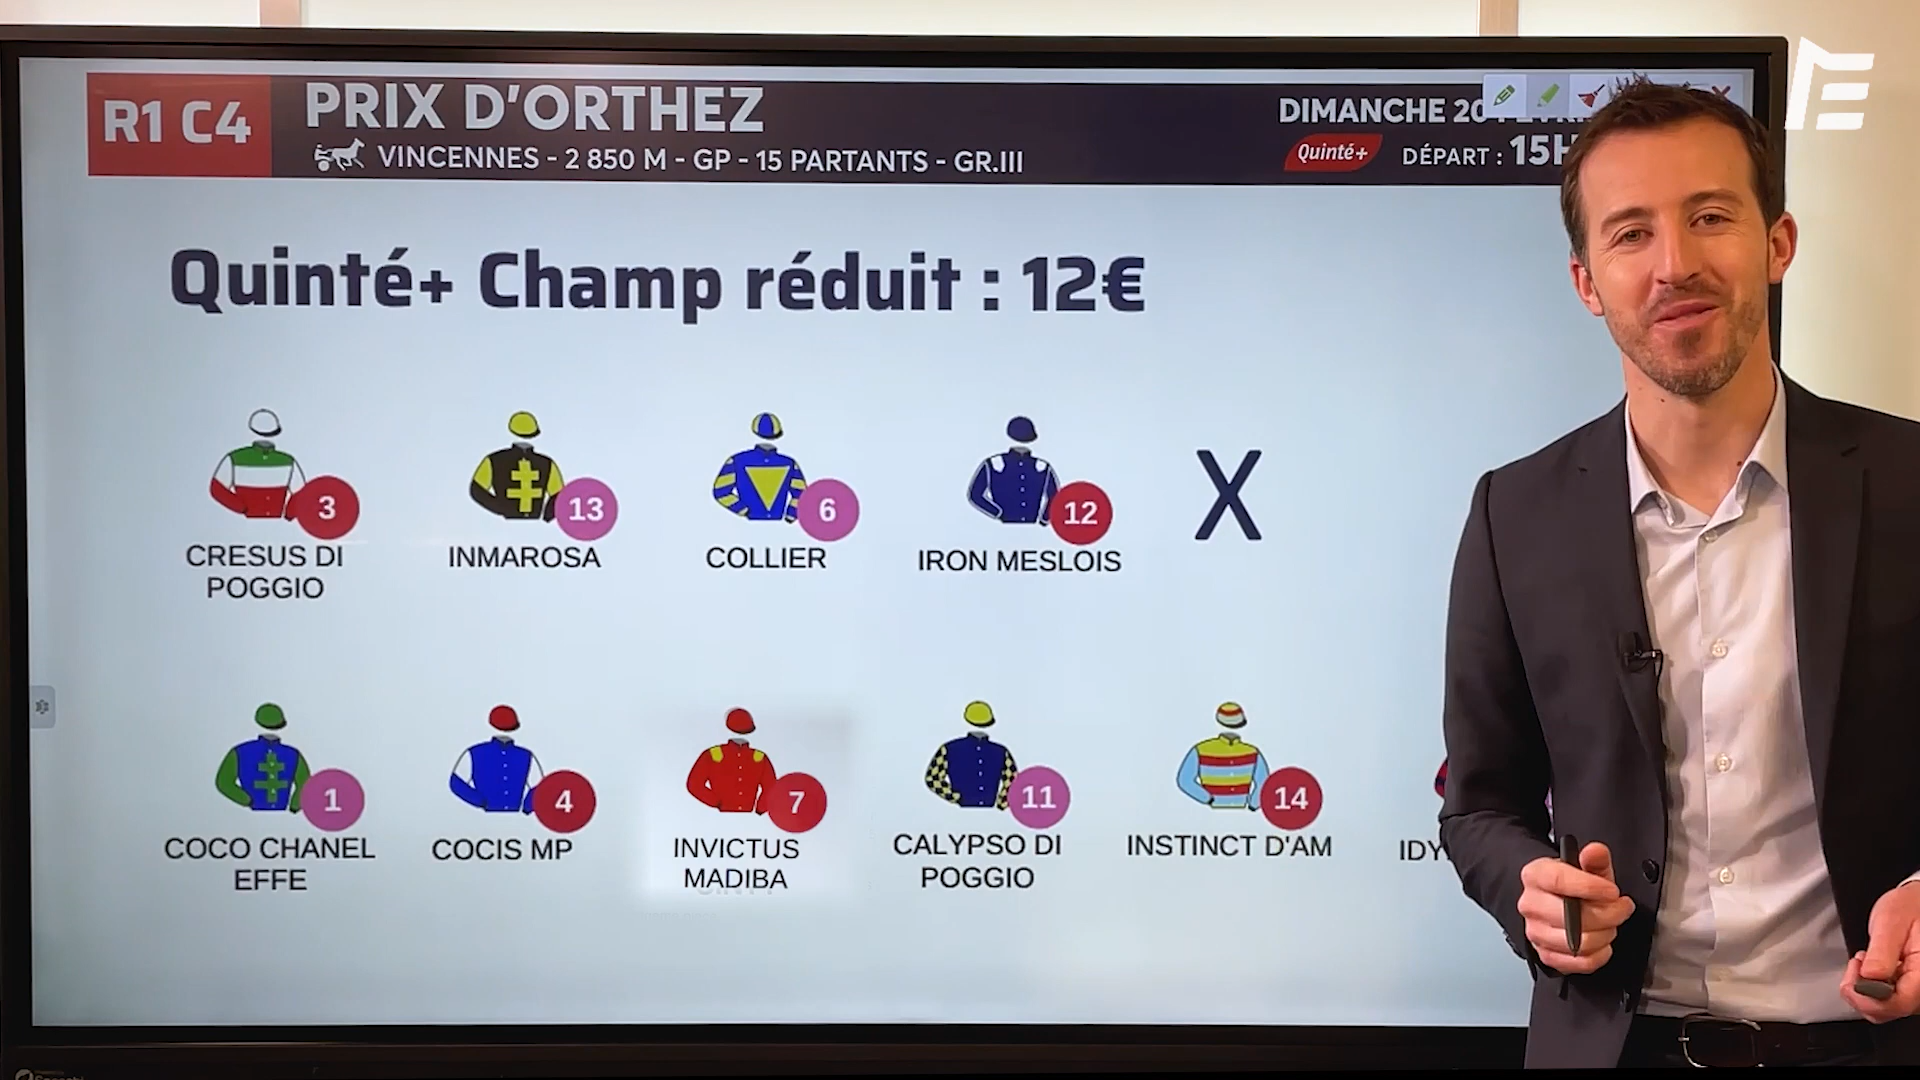 R1 C4
PRIX D'ORTHEZ
VINCENNES - 2 850 M - GP - 15 PARTANTS - GR.III
DIMANCHE 20
Quinté+ DÉPART : 15H
Quinté+ Champ réduit : 12€
3 13 6 12 X
CRESUS DI POGGIO
INMAROSA
COLLIER
IRON MESLOIS
1 4 7 11 14
COCO CHANEL EFFE
COCIS MP
INVICTUS MADIBA
CALYPSO DI POGGIO
INSTINCT D'AM